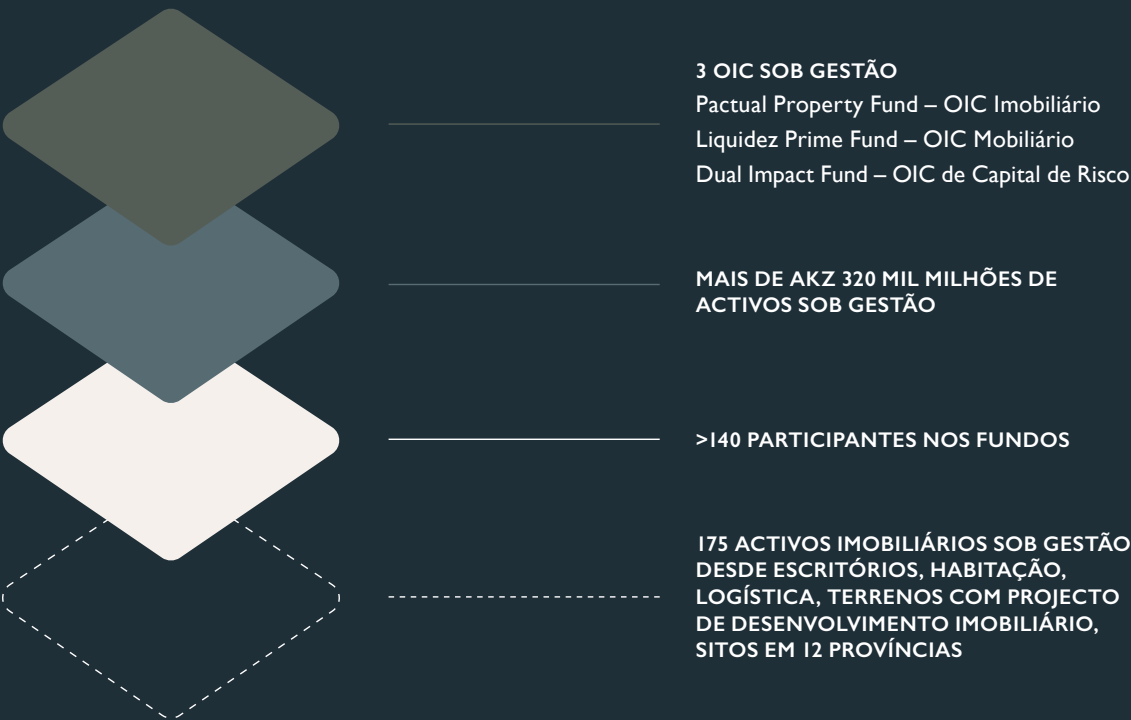 3 OIC SOB GESTÃO
Pactual Property Fund – OIC Imobiliário
Liquidez Prime Fund – OIC Mobiliário
Dual Impact Fund – OIC de Capital de Risco
MAIS DE AKZ 320 MIL MILHÕES DE
ACTIVOS SOB GESTÃO
>140 PARTICIPANTES NOS FUNDOS
175 ACTIVOS IMOBILIÁRIOS SOB GESTÃO
DESDE ESCRITÓRIOS, HABITAÇÃO,
LOGÍSTICA, TERRENOS COM PROJECTO
DE DESENVOLVIMENTO IMOBILIÁRIO,
SITOS EM 12 PROVÍNCIAS